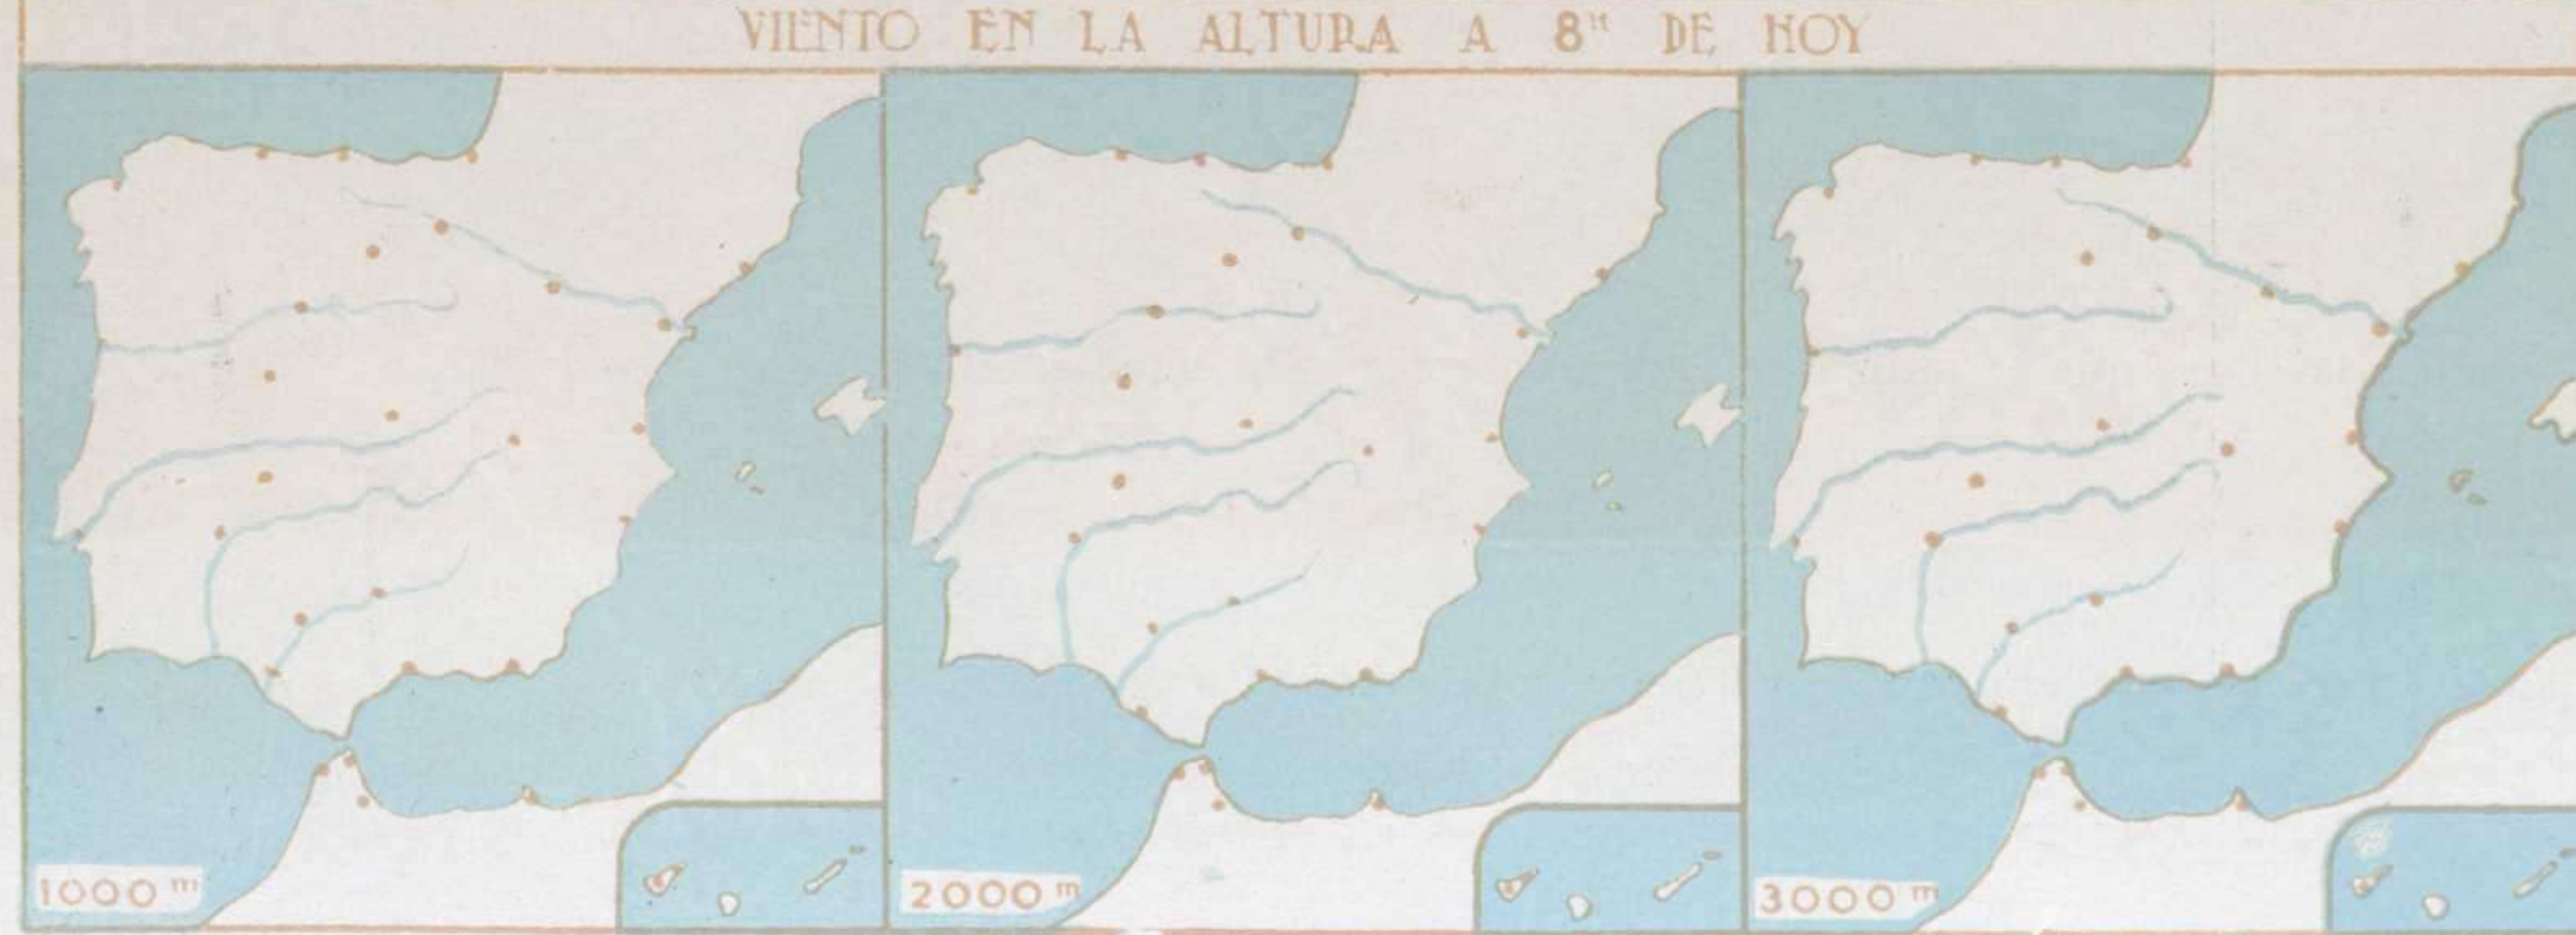 VIENTO EN LA ALTURA A 8ᴴ DE HOY
1000 m
2000 m
3000 m